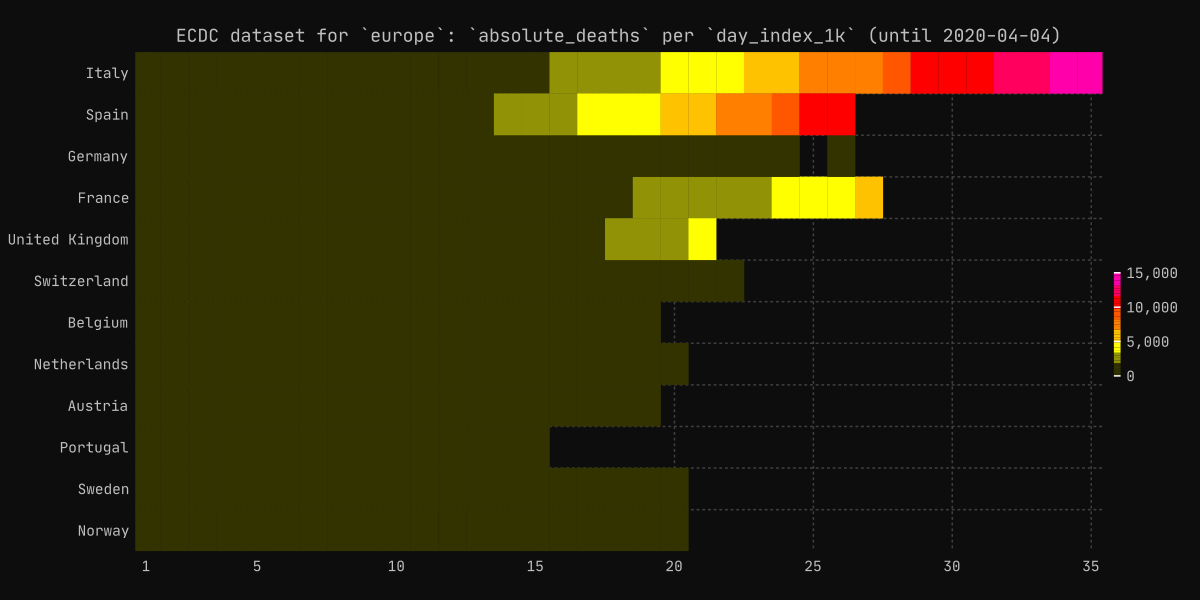 ECDC dataset for `europe`: `absolute_deaths` per `day_index_1k` (until 2020-04-04)
Italy
Spain
Germany
France
United Kingdom
Switzerland
Belgium
Netherlands
Austria
Portugal
Sweden
Norway
1 5 10 15 20 25 30 35
15,000
10,000
5,000
0